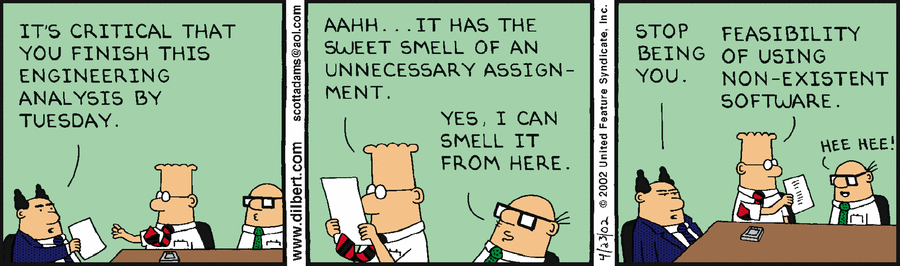 IT'S CRITICAL THAT
YOU FINISH THIS
ENGINEERING
ANALYSIS BY
TUESDAY.
www.dilbert.com scottadams@aol.com
AAHH...IT HAS THE
SWEET SMELL OF AN
UNNECESSARY ASSIGN-
MENT.
YES, I CAN
SMELL IT
FROM HERE.
4/23/02 © 2002 United Feature Syndicate, Inc.
STOP
BEING
YOU.
FEASIBILITY
OF USING
NON-EXISTENT
SOFTWARE.
HEE HEE!